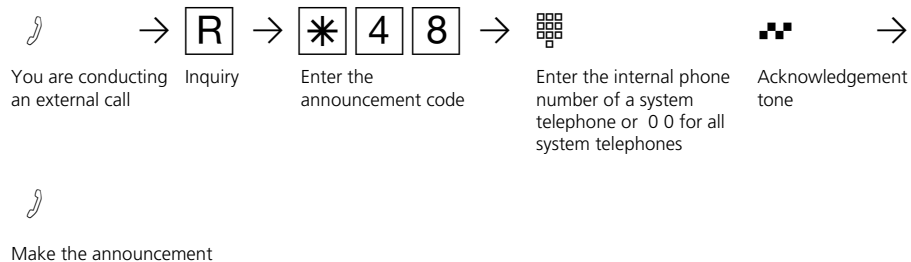 R * 4 8
You are conducting Inquiry Enter the Enter the internal phone Acknowledgement
an external call announcement code number of a system tone
telephone or 0 0 for all
system telephones
Make the announcement